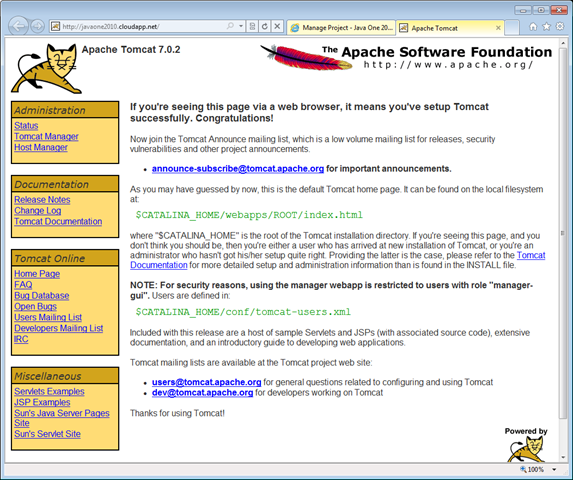 http://javaone2010.cloudapp.net/
Manage Project - Java One 20...
Apache Tomcat
Apache Tomcat 7.0.2
The Apache Software Foundation
http://www.apache.org/
Administration
Status
Tomcat Manager
Host Manager
Documentation
Release Notes
Change Log
Tomcat Documentation
Tomcat Online
Home Page
FAQ
Bug Database
Open Bugs
Users Mailing List
Developers Mailing List
IRC
Miscellaneous
Servlets Examples
JSP Examples
Sun's Java Server Pages
Site
Sun's Servlet Site
If you're seeing this page via a web browser, it means you've setup Tomcat
successfully. Congratulations!
Now join the Tomcat Announce mailing list, which is a low volume mailing list for releases, security
vulnerabilities and other project announcements.
• announce-subscribe@tomcat.apache.org for important announcements.
As you may have guessed by now, this is the default Tomcat home page. It can be found on the local filesystem
at:
$CATALINA_HOME/webapps/ROOT/index.html
where "$CATALINA_HOME" is the root of the Tomcat installation directory. If you're seeing this page, and you
don't think you should be, then you're either a user who has arrived at new installation of Tomcat, or you're an
administrator who hasn't got his/her setup quite right. Providing the latter is the case, please refer to the Tomcat
Documentation for more detailed setup and administration information than is found in the INSTALL file.
NOTE: For security reasons, using the manager webapp is restricted to users with role "manager-
gui". Users are defined in:
$CATALINA_HOME/conf/tomcat-users.xml
Included with this release are a host of sample Servlets and JSPs (with associated source code), extensive
documentation, and an introductory guide to developing web applications.
Tomcat mailing lists are available at the Tomcat project web site:
• users@tomcat.apache.org for general questions related to configuring and using Tomcat
• dev@tomcat.apache.org for developers working on Tomcat
Thanks for using Tomcat!
Powered by
100%